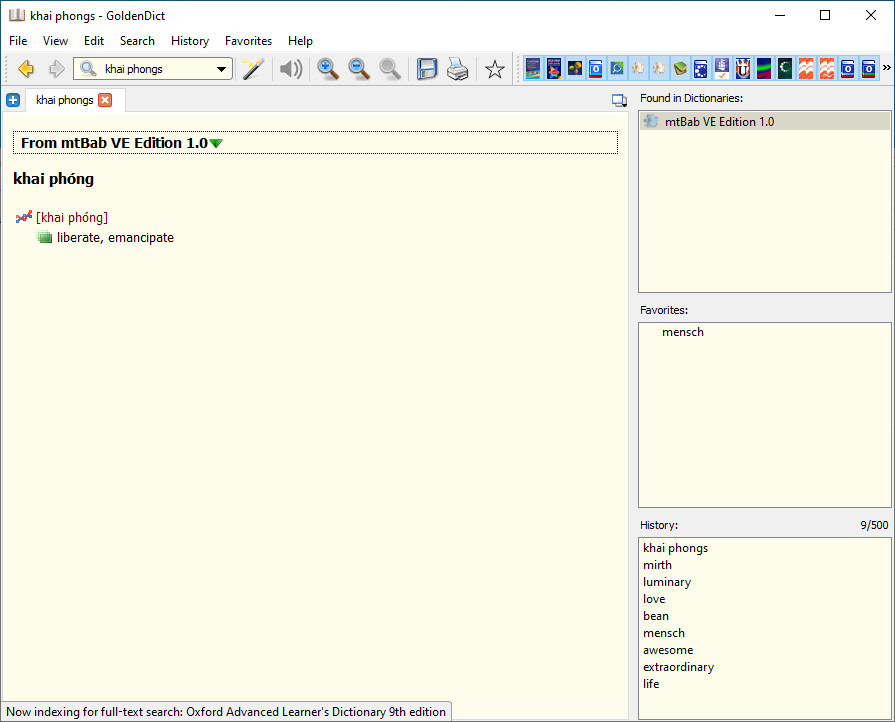 khai phongs - GoldenDict
File View Edit Search History Favorites Help
khai phongs
»
khai phongs
From mtBab VE Edition 1.0
khai phóng
[khai phóng]
liberate, emancipate
Found in Dictionaries:
mtBab VE Edition 1.0
Favorites:
mensch
History: 9/500
khai phongs
mirth
luminary
love
bean
mensch
awesome
extraordinary
life
Now indexing for full-text search: Oxford Advanced Learner's Dictionary 9th edition